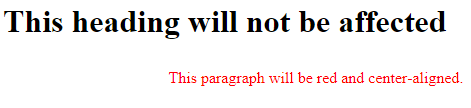 This heading will not be affected
This paragraph will be red and center-aligned.